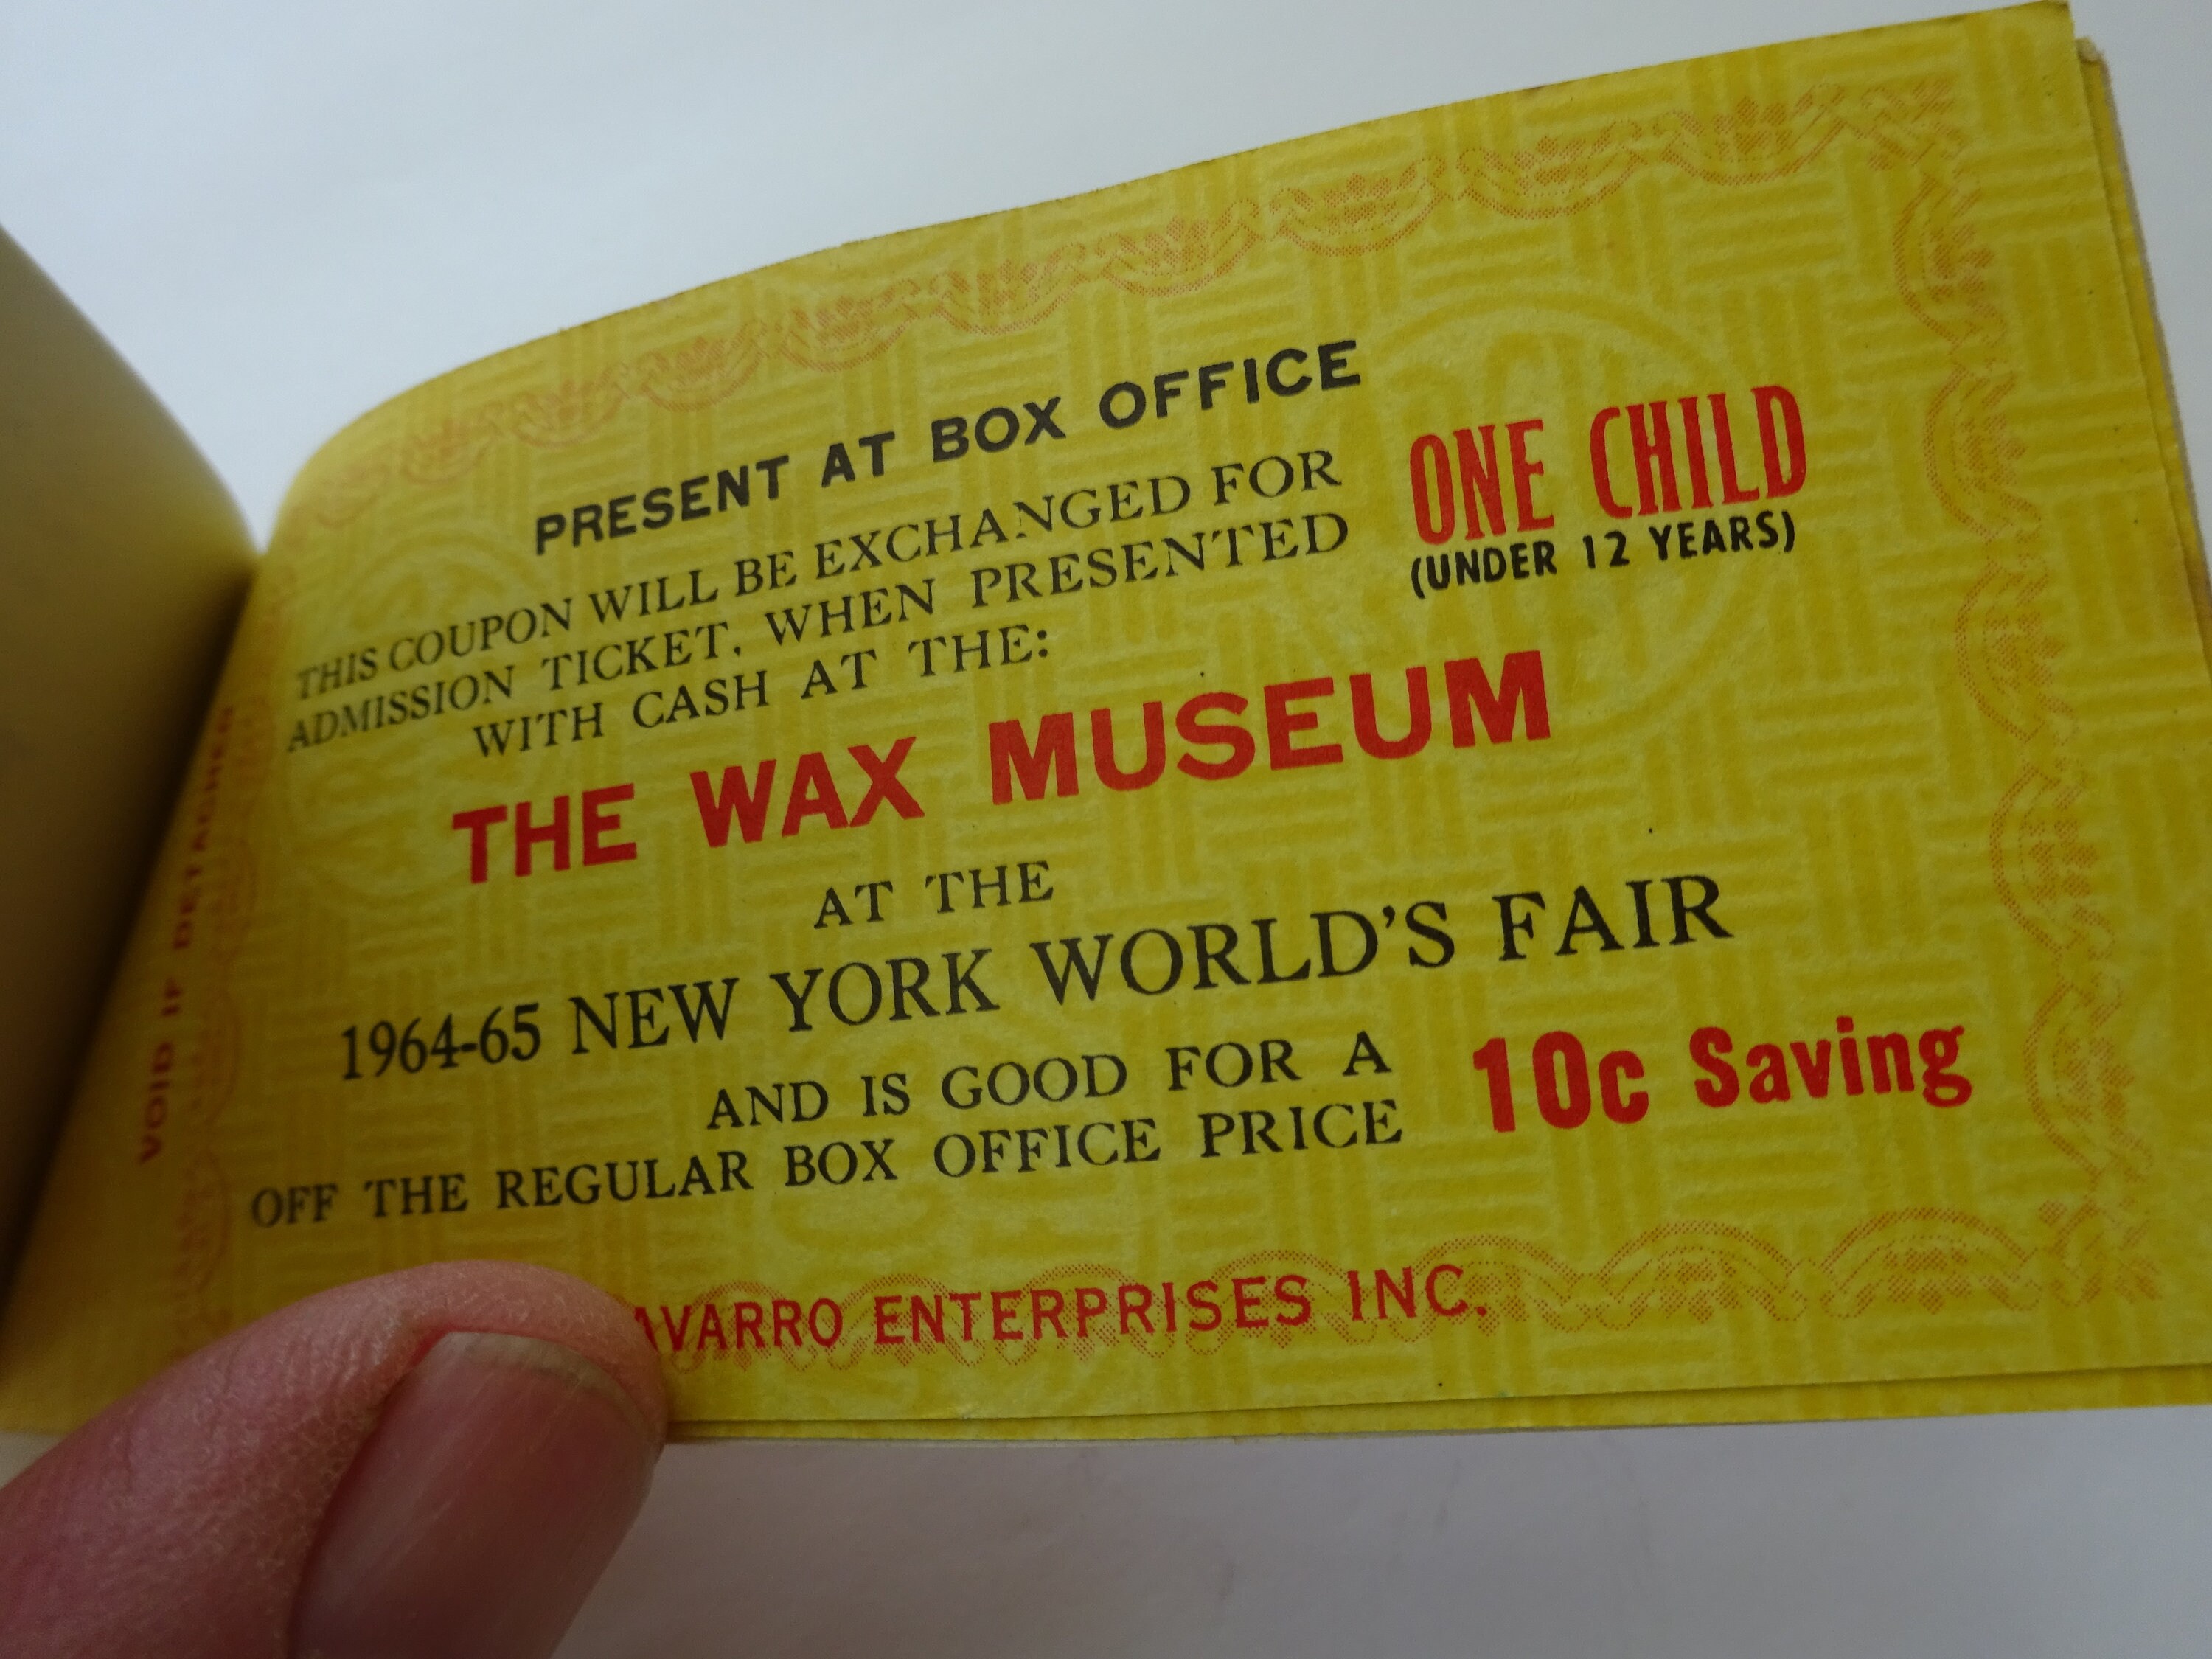 PRESENT AT BOX OFFICE
THIS COUPON WILL BE EXCHANGED FOR
ADMISSION TICKET, WHEN PRESENTED
WITH CASH AT THE:
ONE CHILD
(UNDER 12 YEARS)
THE WAX MUSEUM
AT THE
1964-65 NEW YORK WORLD'S FAIR
AND IS GOOD FOR A
OFF THE REGULAR BOX OFFICE PRICE
10c Saving
AVARRO ENTERPRISES INC.
VOID IF DETACHED